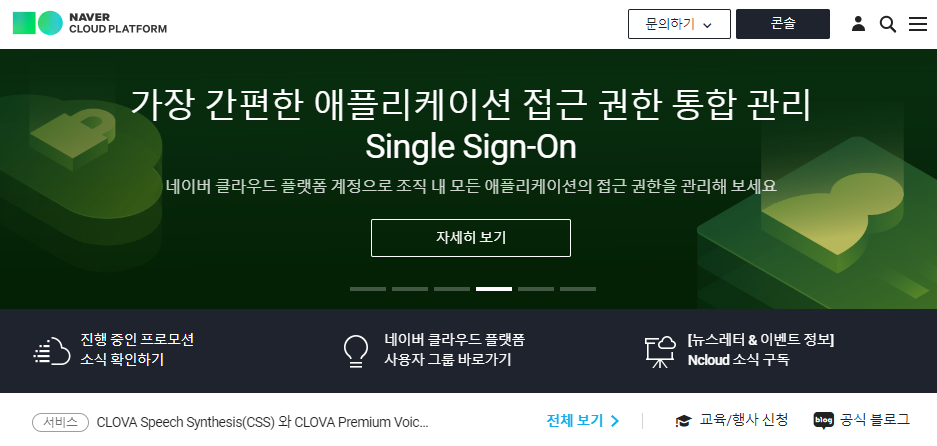 NAVER
CLOUD PLATFORM
문의하기
콘솔
가장 간편한 애플리케이션 접근 권한 통합 관리
Single Sign-On
네이버 클라우드 플랫폼 계정으로 조직 내 모든 애플리케이션의 접근 권한을 관리해 보세요
자세히 보기
진행 중인 프로모션
소식 확인하기
네이버 클라우드 플랫폼
사용자 그룹 바로가기
[뉴스레터 & 이벤트 정보]
Ncloud 소식 구독
서비스 CLOVA Speech Synthesis(CSS) 와 CLOVA Premium Voic...
전체 보기
교육/행사 신청
blog 공식 블로그